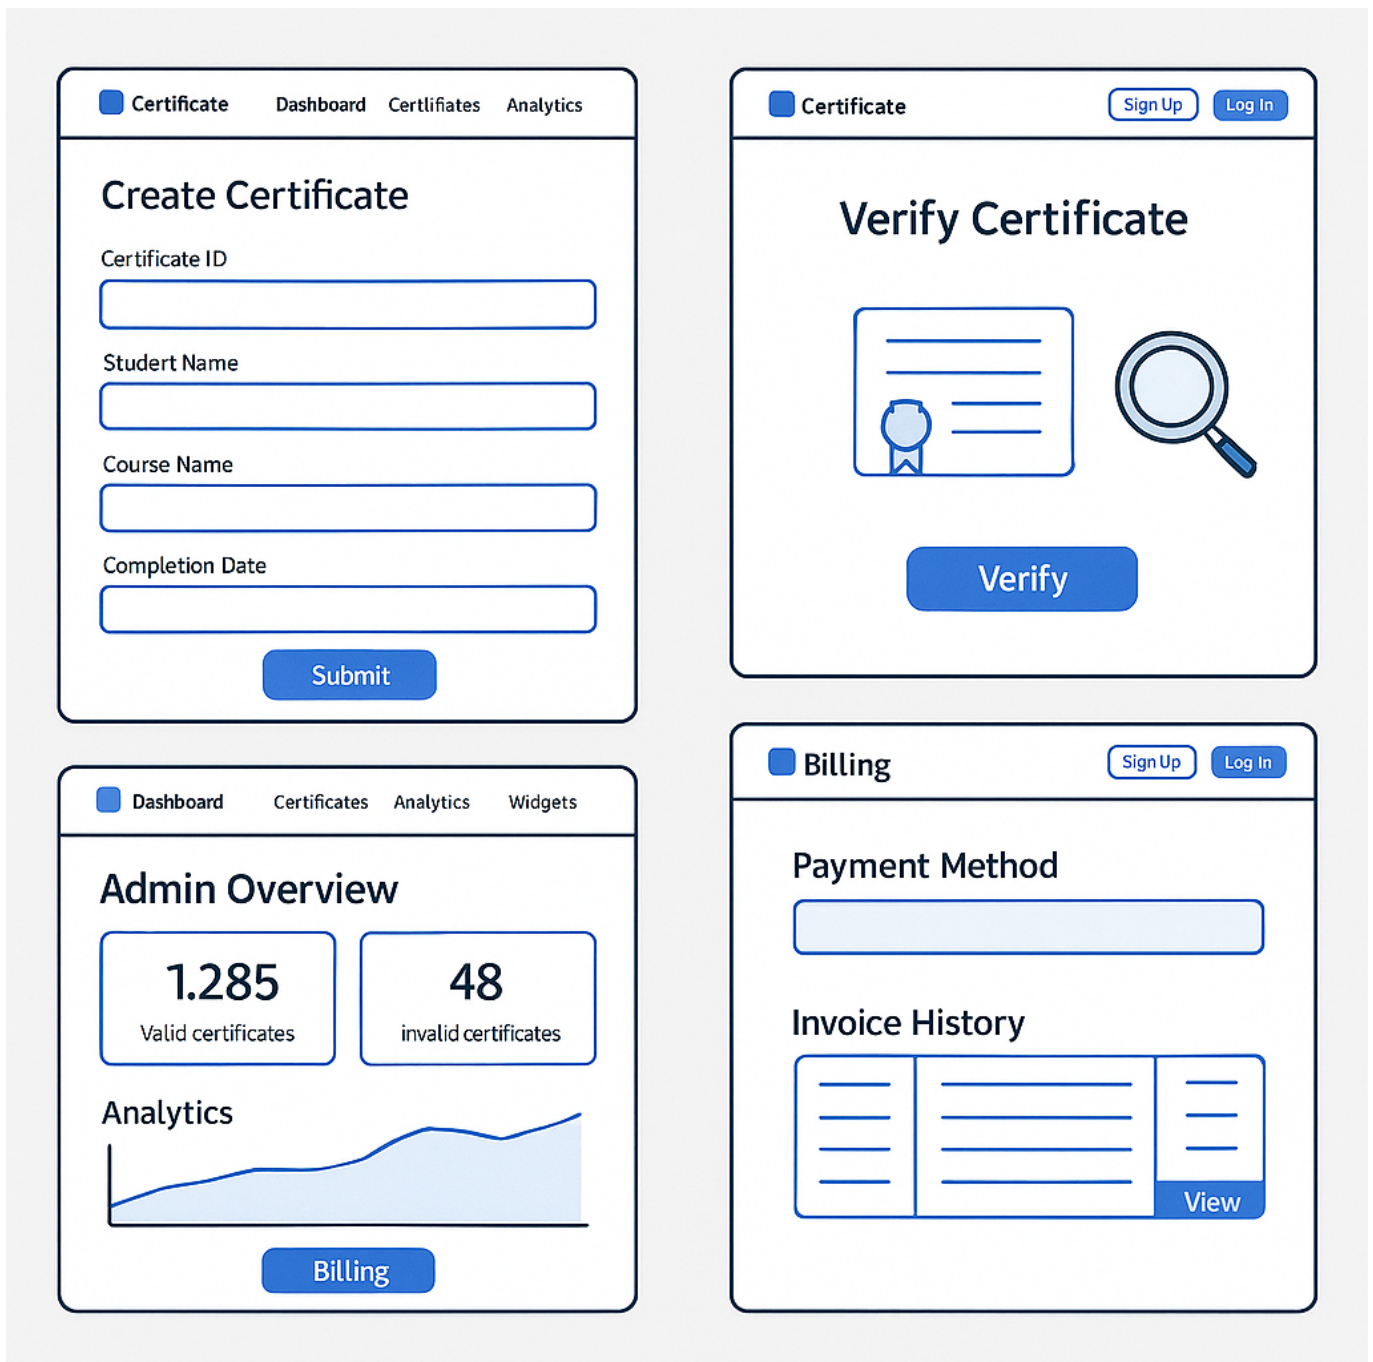 Certificate Dashboard Certlifiates Analytics
Create Certificate
Certificate ID
Studert Name
Course Name
Completion Date
Submit
Certificate Sign Up Log In
Verify Certificate
Verify
Dashboard Certificates Analytics Widgets
Admin Overview
1.285 48
Valid certificates invalid certificates
Analytics
Billing
Billing Sign Up Log In
Payment Method
Invoice History
View